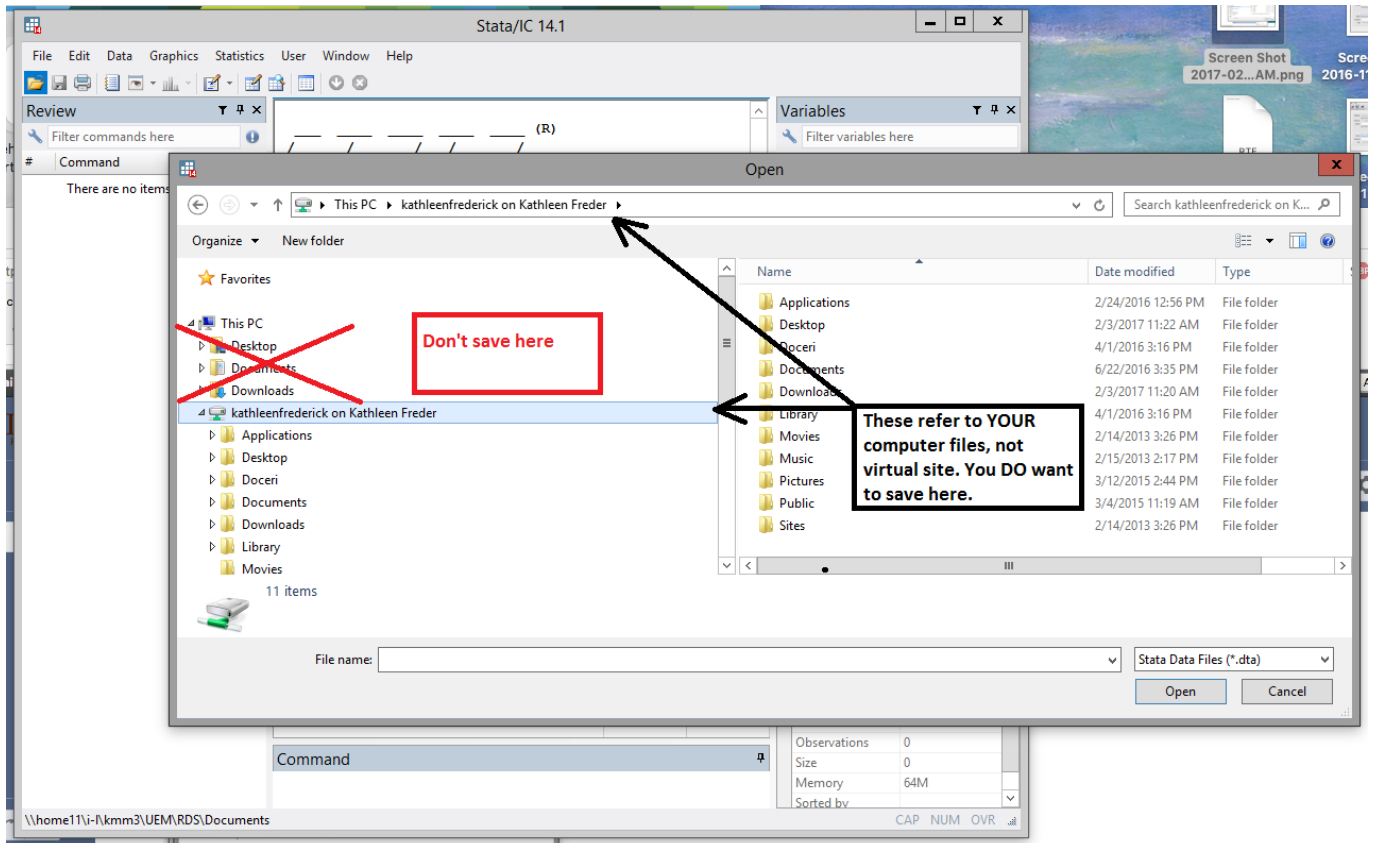 Stata/IC 14.1
File Edit Data Graphics Statistics User Window Help
Screen Shot
2017-02...AM.png
2016-11
Review
Variables
Filter commands here
(R)
Filter variables here
# Command
There are no items
Open
This PC kathleenfrederick on Kathleen Freder
Search kathleenfrederick on K...
Organize New folder
Favorites
Name Date modified Type
This PC
Desktop
Documents
Downloads
kathleenfrederick on Kathleen Freder
Applications
Desktop
Doceri
Documents
Downloads
Library
Movies
11 items
Don't save here
Applications 2/24/2016 12:56 PM File folder
Desktop 2/3/2017 11:22 AM File folder
Doceri 4/1/2016 3:16 PM File folder
Documents 6/22/2016 3:35 PM File folder
Downloads 2/3/2017 11:20 AM File folder
Library 4/1/2016 3:16 PM File folder
Movies 2/14/2013 3:26 PM File folder
Music 2/15/2013 2:17 PM File folder
Pictures 3/12/2015 2:44 PM File folder
Public 3/4/2015 11:19 AM File folder
Sites 2/14/2013 3:26 PM File folder
These refer to YOUR
computer files, not
virtual site. You DO want
to save here.
File name:
Stata Data Files (*.dta)
Open Cancel
Command
Observations 0
Size 0
Memory 64M
Sorted by
\\home11\i-l\kmm3\UEM\RDS\Documents
CAP NUM OVR